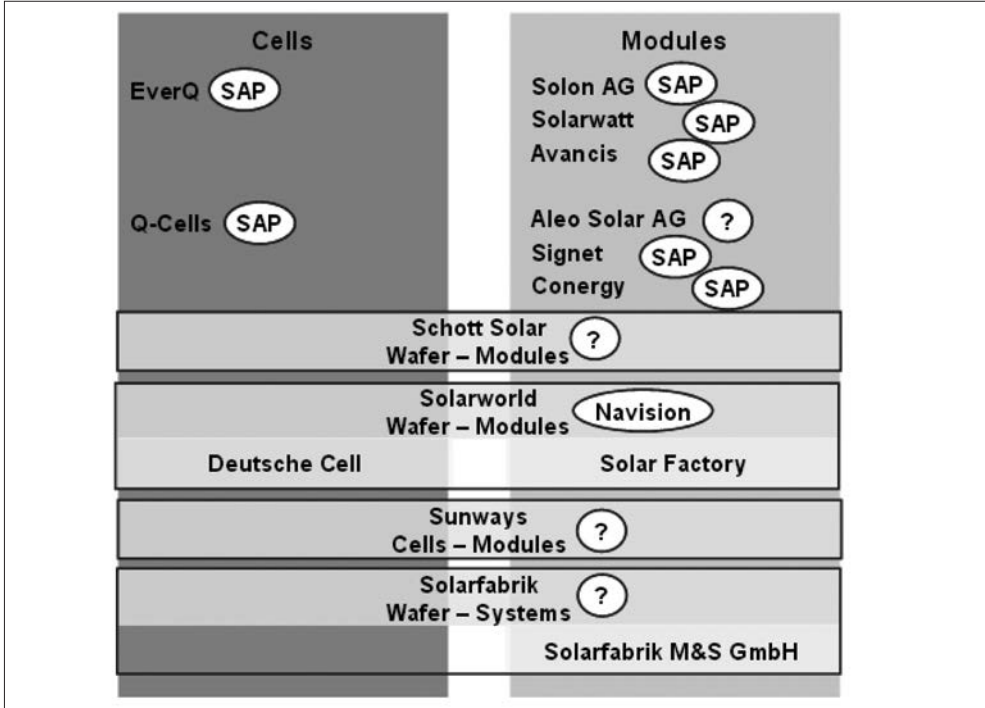 Cells
EverQ SAP
Q-Cells SAP
Modules
Solon AG SAP
Solarwatt SAP
Avancis SAP
Aleo Solar AG ?
Signet SAP
Conergy SAP
Schott Solar
Wafer – Modules ?
Solarworld
Wafer – Modules Navision
Deutsche Cell
Solar Factory
Sunways
Cells – Modules ?
Solarfabrik
Wafer – Systems ?
Solarfabrik M&S GmbH